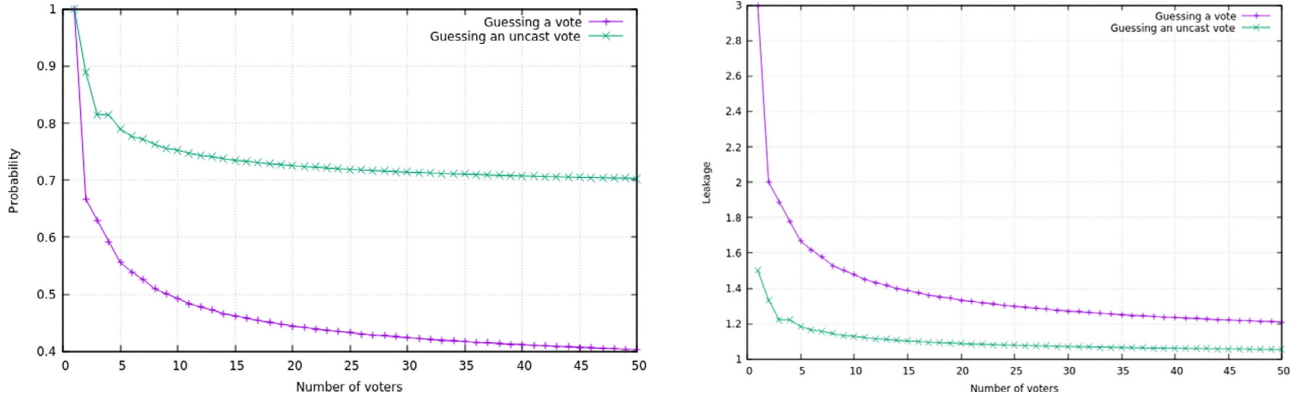 1
0.9
0.8
0.7
0.6
0.5
0.4
Probability
Guessing a vote
Guessing an uncast vote
0 5 10 15 20 25 30 35 40 45 50
Number of voters
3
2.8
2.6
2.4
2.2
2
1.8
1.6
1.4
1.2
1
Leakage
Guessing a vote
Guessing an uncast vote
0 5 10 15 20 25 30 35 40 45 50
Number of voters